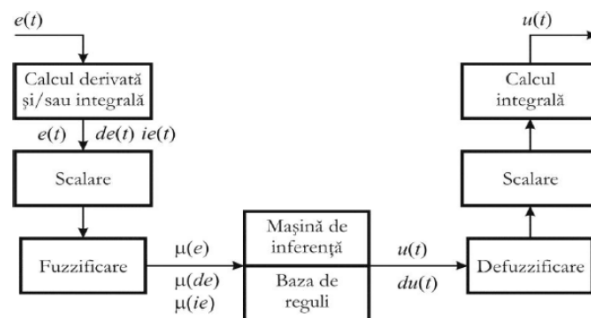 e(t)
Calcul derivată
și/sau integrală
e(t) de(t) ie(t)
Scalare
Fuzzificare
μ(e)
μ(de)
μ(ie)
Mașină de
inferență
Baza de
reguli
u(t)
du(t)
Defuzzificare
Scalare
Calcul
integrală
u(t)